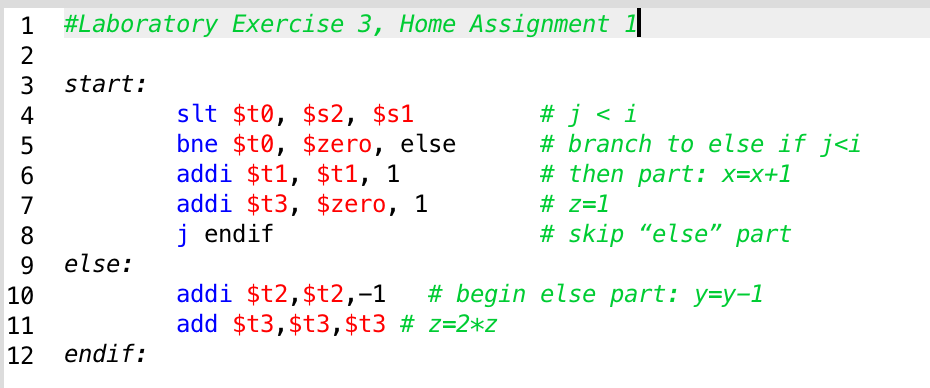 1 #Laboratory Exercise 3, Home Assignment 1
2
3 start:
4 slt $t0, $s2, $s1 # j < i
5 bne $t0, $zero, else # branch to else if j<i
6 addi $t1, $t1, 1 # then part: x=x+1
7 addi $t3, $zero, 1 # z=1
8 j endif # skip “else” part
9 else:
10 addi $t2,$t2,−1 # begin else part: y=y−1
11 add $t3,$t3,$t3 # z=2*z
12 endif: